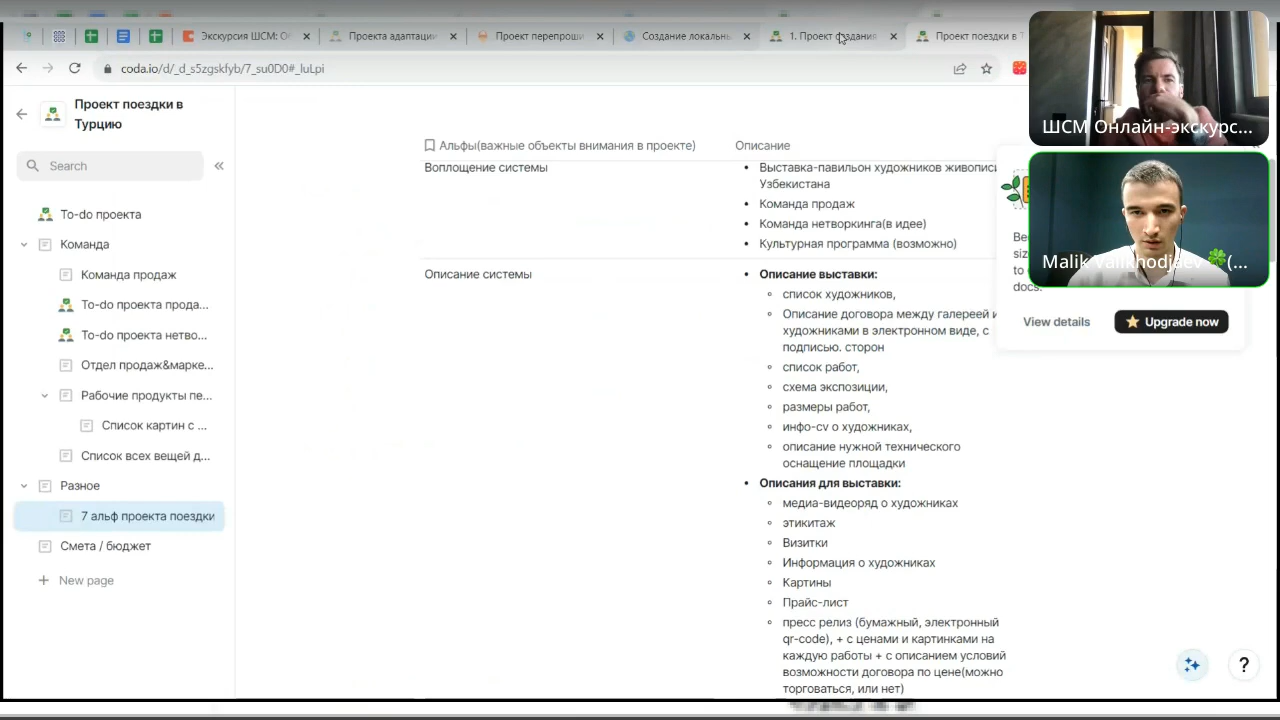 Экскурсия ШСМ: О
Проекта адап
Проект перепрош
Создание локальнь
1. Проект создания
Проект поездки в Т
coda.io/d/_d_s5zgskfyb/7_su0D0#_luLpi
Проект поездки в
Турцию
Search
To-do проекта
Команда
Команда продаж
To-do проекта прода...
To-do проекта нетво...
Отдел продаж&марке...
Рабочие продукты пе...
Список картин с ...
Список всех вещей д...
Разное
7 альф проекта поездки
Смета / бюджет
New page
Альфы(важные объекты внимания в проекте)
Описание
Воплощение системы
Выставка-павильон художников живописи
Узбекистана
Команда продаж
Команда нетворкинга(в идее)
Культурная программа (возможно)
Описание системы
Описание выставки:
список художников,
Описание договора между галереей и
художниками в электронном виде, с
подписью. сторон
список работ,
схема экспозиции,
размеры работ,
инфо-cv о художниках,
описание нужной технического
оснащение площадки
Описания для выставки:
медиа-видеоряд о художниках
этикитаж
Визитки
Информация о художниках
Картины
Прайс-лист
пресс релиз (бумажный, электронный
qr-code), + с ценами и картинками на
каждую работы + с описанием условий
возможности договора по цене(можно
торговаться, или нет)
ШСМ Онлайн-экскурс...
Malik Valikhodjaev 🍀(...
docs.
View details
Upgrade now
?